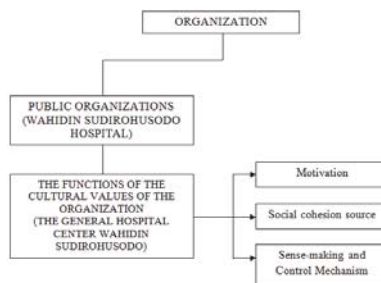 ORGANIZATION
PUBLIC ORGANIZATIONS
(WAHIDIN SUDIROHUSODO
HOSPITAL)
THE FUNCTIONS OF THE
CULTURAL VALUES OF THE
ORGANIZATION
(THE GENERAL HOSPITAL
CENTER WAHIDIN
SUDIROHUSODO)
Motivation
Social cohesion source
Sense-making and
Control Mechanism